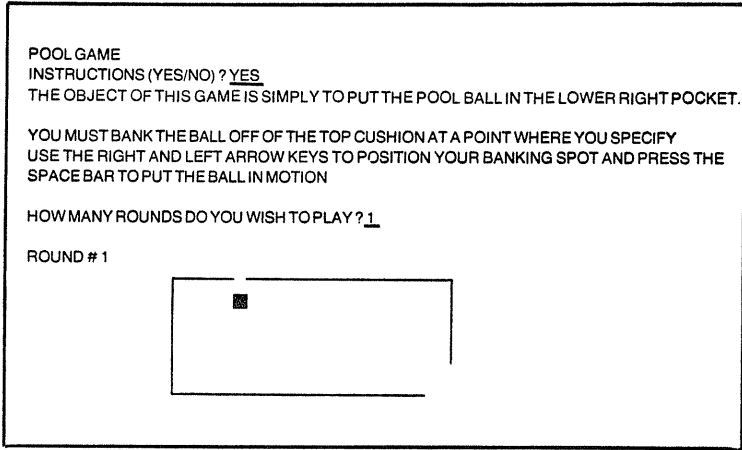 POOL GAME
INSTRUCTIONS (YES/NO) ? YES
THE OBJECT OF THIS GAME IS SIMPLY TO PUT THE POOL BALL IN THE LOWER RIGHT POCKET.
YOU MUST BANK THE BALL OFF OF THE TOP CUSHION AT A POINT WHERE YOU SPECIFY
USE THE RIGHT AND LEFT ARROW KEYS TO POSITION YOUR BANKING SPOT AND PRESS THE
SPACE BAR TO PUT THE BALL IN MOTION
HOW MANY ROUNDS DO YOU WISH TO PLAY ? 1
ROUND # 1